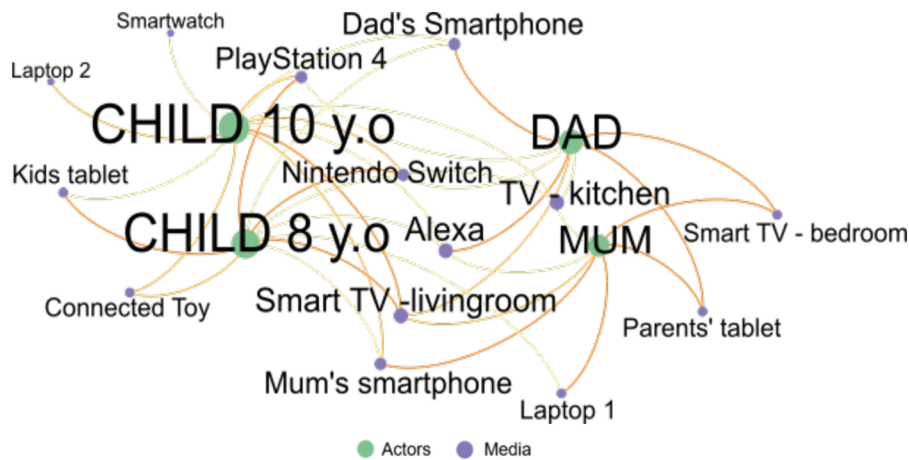 Smartwatch
Dad's Smartphone
PlayStation 4
Laptop 2
CHILD 10 y.o
DAD
Kids tablet
Nintendo Switch
TV - kitchen
CHILD 8 y.o
Alexa
MUM
Smart TV - bedroom
Connected Toy
Smart TV -livingroom
Parents' tablet
Mum's smartphone
Laptop 1
Actors
Media